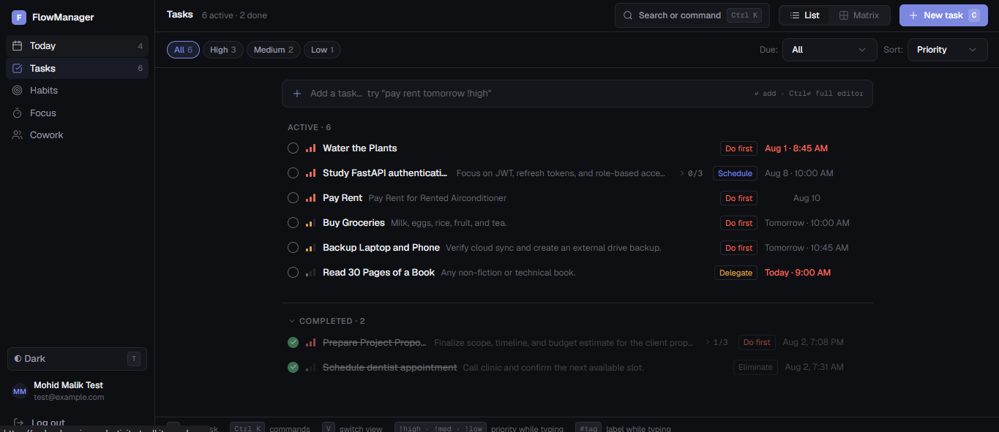 F FlowManager
Today 4
Tasks 6
Habits
Focus
Cowork
Dark T
MM Mohid Malik Test
test@example.com
Log out
Tasks 6 active · 2 done
Search or command Ctrl K
List Matrix
New task C
All 6 High 3 Medium 2 Low 1
Due: All Sort: Priority
Add a task… try "pay rent tomorrow !high" ↵ add · Ctrl↵ full editor
ACTIVE · 6
Water the Plants Do first Aug 1 · 8:45 AM
Study FastAPI authenticati… Focus on JWT, refresh tokens, and role-based acce… 0/3 Schedule Aug 8 · 10:00 AM
Pay Rent Pay Rent for Rented Airconditioner Do first Aug 10
Buy Groceries Milk, eggs, rice, fruit, and tea. Do first Tomorrow · 10:00 AM
Backup Laptop and Phone Verify cloud sync and create an external drive backup. Do first Tomorrow · 10:45 AM
Read 30 Pages of a Book Any non-fiction or technical book. Delegate Today · 9:00 AM
COMPLETED · 2
Prepare Project Propo… Finalize scope, timeline, and budget estimate for the client prop… 1/3 Do first Aug 2, 7:08 PM
Schedule dentist appointment Call clinic and confirm the next available slot. Eliminate Aug 2, 7:31 AM
Ctrl K commands V switch view !high · !med · !low priority while typing #tag label while typing